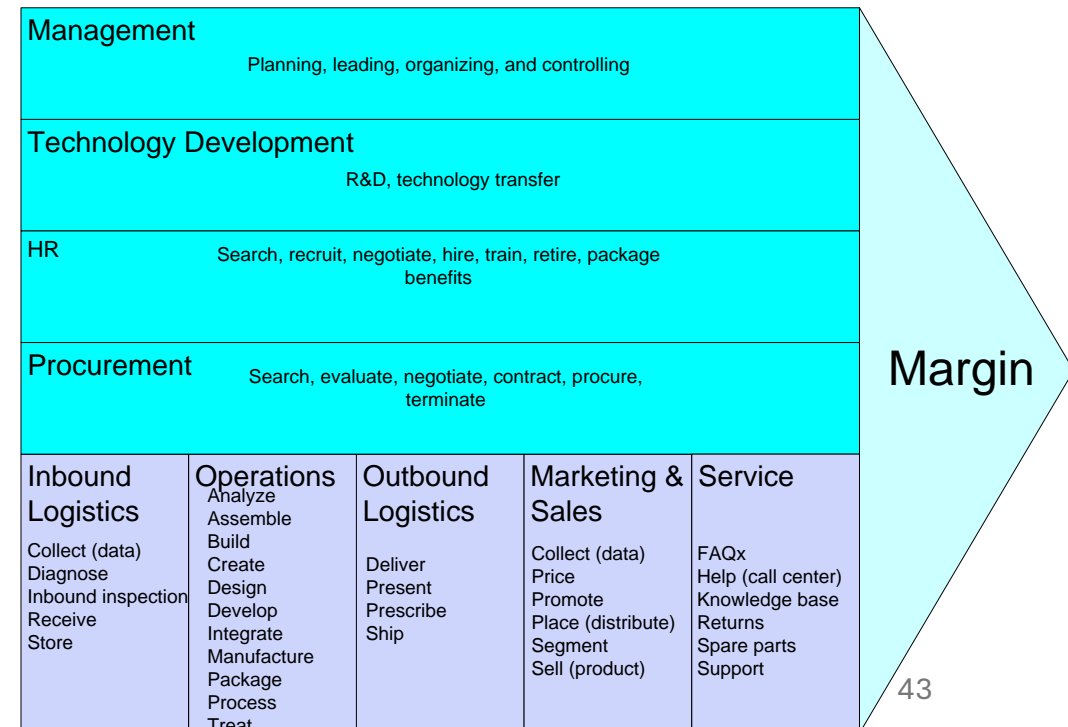 Management
Planning, leading, organizing, and controlling
Technology Development
R&D, technology transfer
HR
Search, recruit, negotiate, hire, train, retire, package
benefits
Procurement
Search, evaluate, negotiate, contract, procure,
terminate
Margin
Inbound
Logistics
Collect (data)
Diagnose
Inbound inspection
Receive
Store
Operations
Analyze
Assemble
Build
Create
Design
Develop
Integrate
Manufacture
Package
Process
Treat
Outbound
Logistics
Deliver
Present
Prescribe
Ship
Marketing &
Sales
Collect (data)
Price
Promote
Place (distribute)
Segment
Sell (product)
Service
FAQx
Help (call center)
Knowledge base
Returns
Spare parts
Support
43